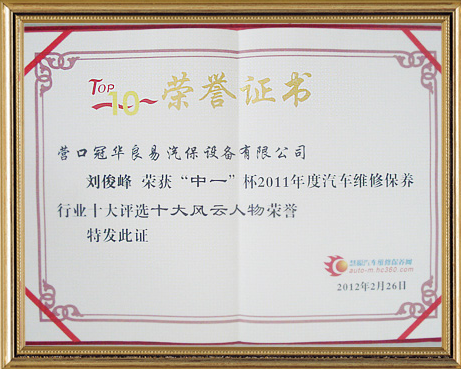 TOP 10 荣誉证书
营口冠华良易汽保设备有限公司
刘俊峰 荣获“中一”杯2011年度汽车维修保养
行业十大评选十大风云人物荣誉
特发此证
慧聪汽车维修保养网
auto-m.hc360.com
2012年2月26日